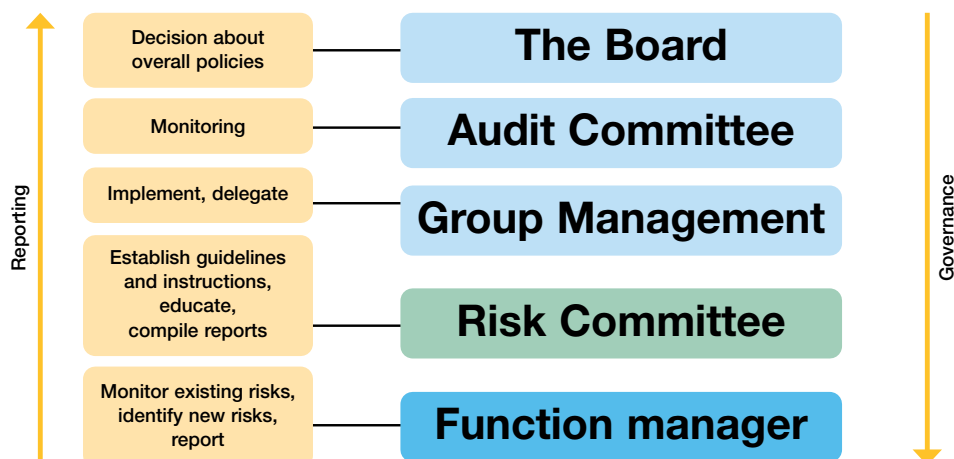 Decision about
overall policies
The Board
Monitoring
Audit Committee
Implement, delegate
Group Management
Establish guidelines
and instructions,
educate,
compile reports
Risk Committee
Monitor existing risks,
identify new risks,
report
Function manager
Reporting
Governance